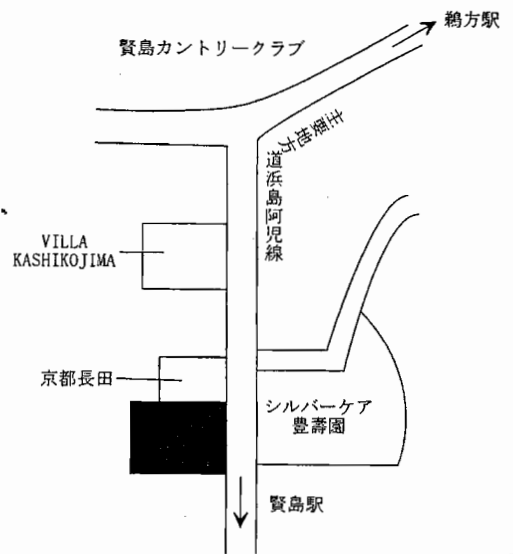 鵜方駅
賢島カントリークラブ
主要地方
道浜島阿児線
VILLA
KASHIKOJIMA
京都長田
シルバーケア
豊壽園
賢島駅